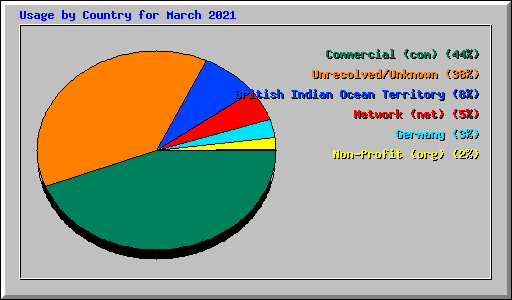 Usage by Country for March 2021
Commercial (com) (44%)
Unresolved/Unknown (38%)
British Indian Ocean Territory (8%)
Network (net) (5%)
Germany (3%)
Non-Profit (org) (2%)